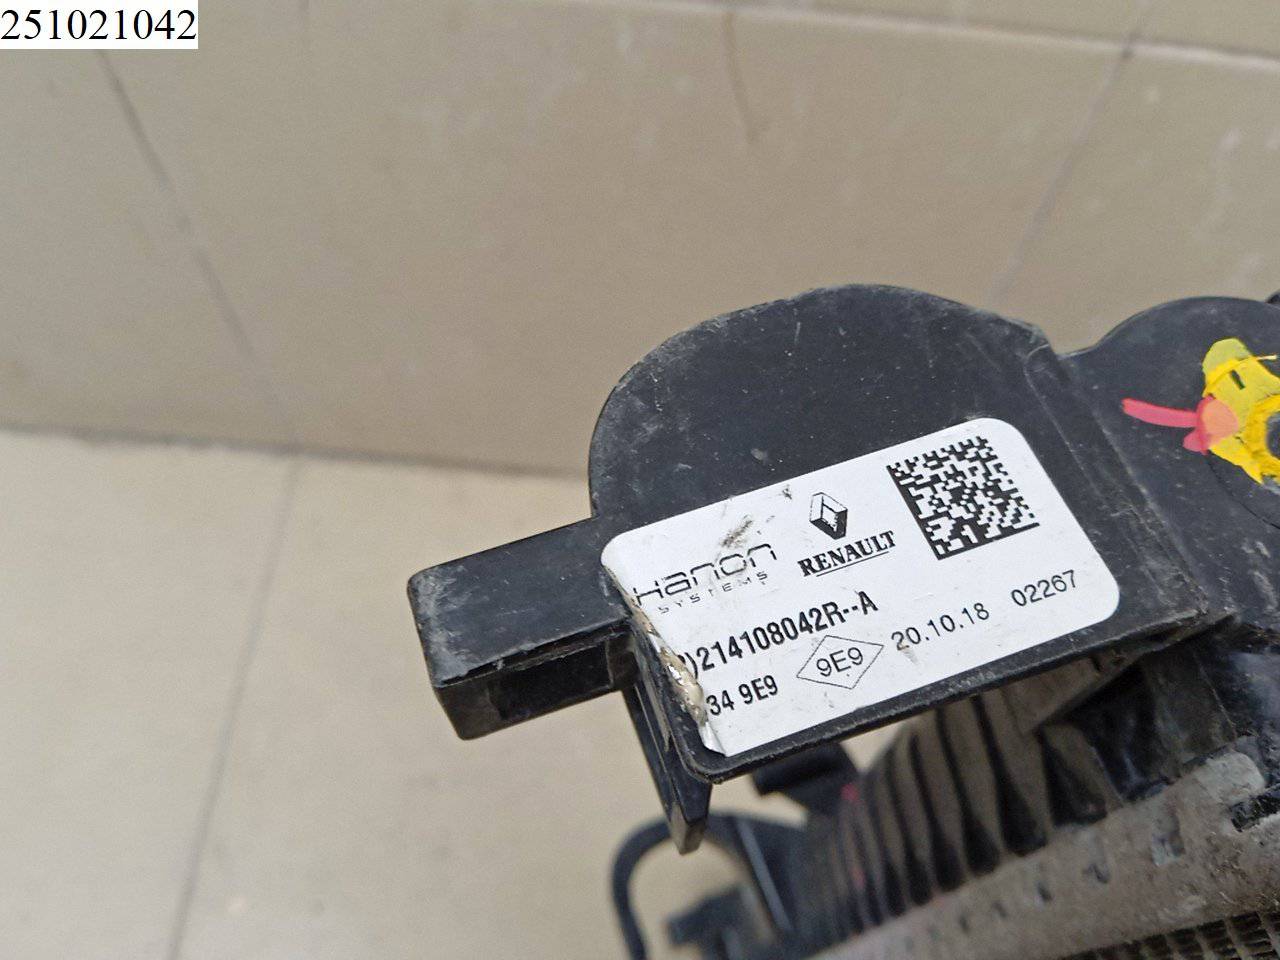 251021042
Hanon
SYSTEMS
RENAULT
)214108042R--A
34 9E9
9E9
20.10.18
02267